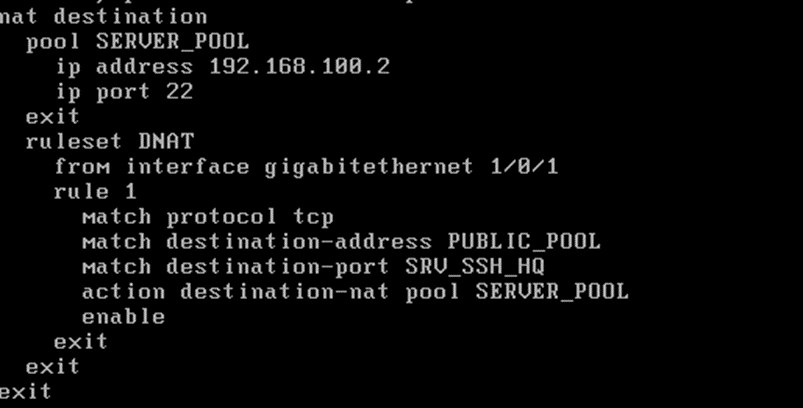 nat destination
pool SERVER_POOL
ip address 192.168.100.2
ip port 22
exit
ruleset DNAT
from interface gigabitethernet 1/0/1
rule 1
match protocol tcp
match destination-address PUBLIC_POOL
match destination-port SRV_SSH_HQ
action destination-nat pool SERVER_POOL
enable
exit
exit
exit